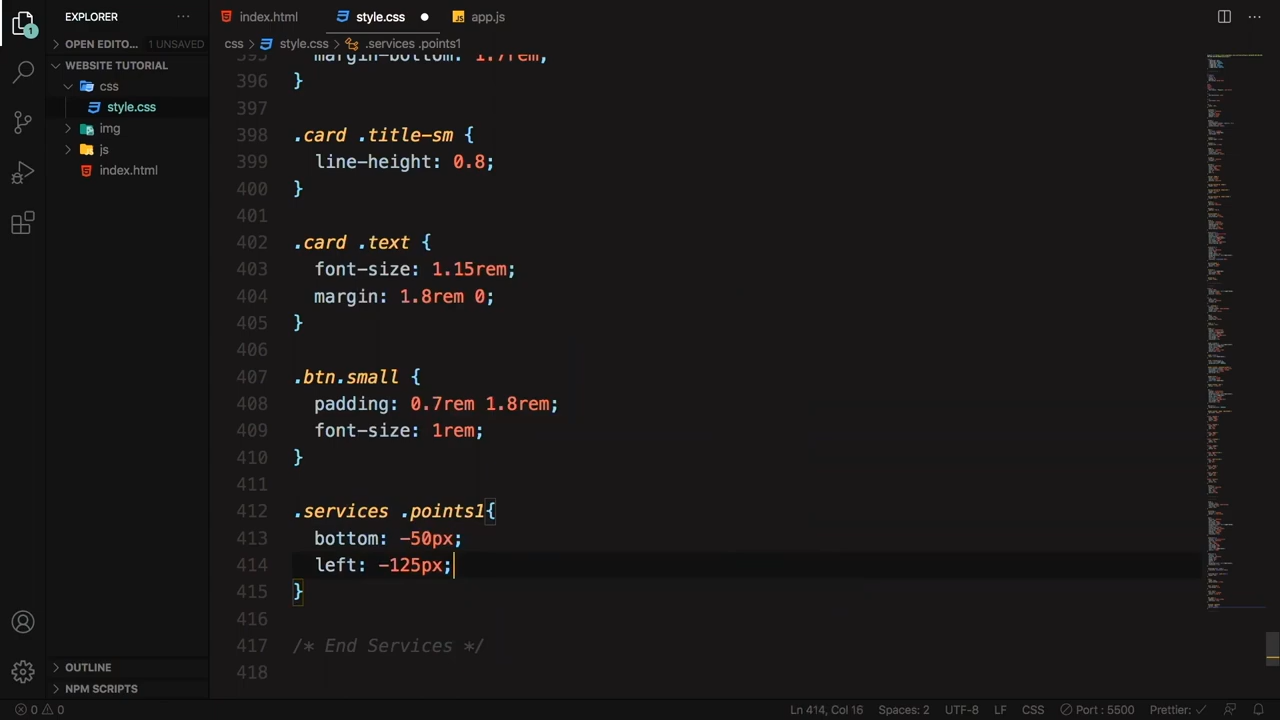 EXPLORER
index.html
style.css
app.js
OPEN EDITO... 1 UNSAVED
css > style.css > .services .points1
WEBSITE TUTORIAL
css
style.css
img
js
index.html
395 margin-bottom: 1.7rem;
396 }
397
398 .card .title-sm {
399 line-height: 0.8;
400 }
401
402 .card .text {
403 font-size: 1.15rem;
404 margin: 1.8rem 0;
405 }
406
407 .btn.small {
408 padding: 0.7rem 1.8rem;
409 font-size: 1rem;
410 }
411
412 .services .points1{
413 bottom: -50px;
414 left: -125px;
415 }
416
417 /* End Services */
418
OUTLINE
NPM SCRIPTS
0 0
Ln 414, Col 16 Spaces: 2 UTF-8 LF CSS Port : 5500 Prettier: ✓